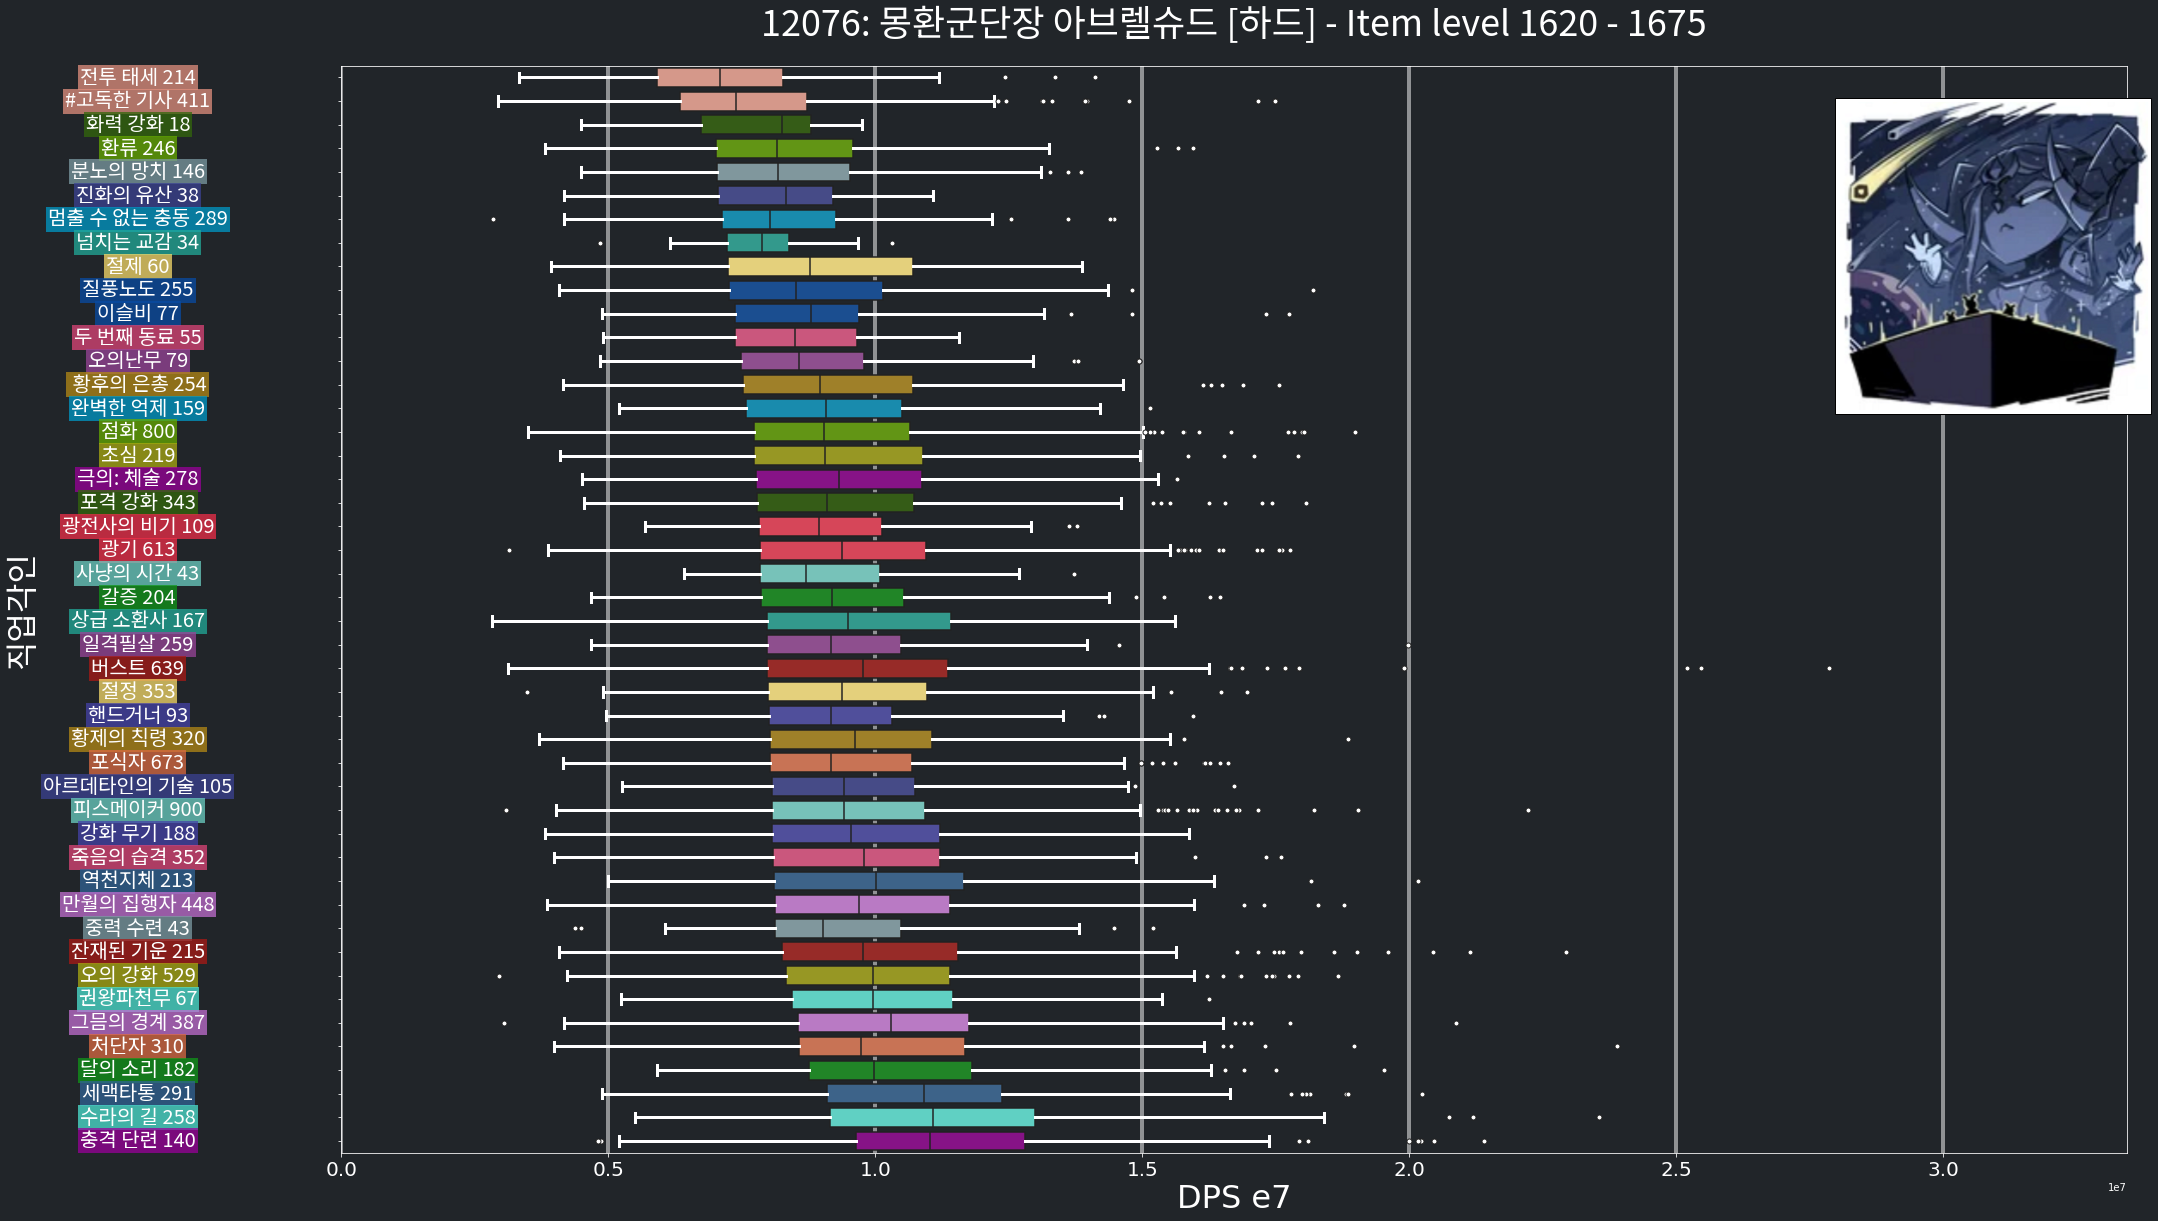 12076: 몽환군단장 아브렐슈드 [하드] - Item level 1620 - 1675
직업각인
전투 태세 214
#고독한 기사 411
화력 강화 18
환류 246
분노의 망치 146
진화의 유산 38
멈출 수 없는 충동 289
넘치는 교감 34
절제 60
질풍노도 255
이슬비 77
두 번째 동료 55
오의난무 79
황후의 은총 254
완벽한 억제 159
점화 800
초심 219
극의: 체술 278
포격 강화 343
광전사의 비기 109
광기 613
사냥의 시간 43
갈증 204
상급 소환사 167
일격필살 259
버스트 639
절정 353
핸드거너 93
황제의 칙령 320
포식자 673
아르데타인의 기술 105
피스메이커 900
강화 무기 188
죽음의 습격 352
역천지체 213
만월의 집행자 448
중력 수련 43
잔재된 기운 215
오의 강화 529
권왕파천무 67
그믐의 경계 387
처단자 310
달의 소리 182
세맥타통 291
수라의 길 258
충격 단련 140
0.0 0.5 1.0 1.5 2.0 2.5 3.0
1e7
DPS e7